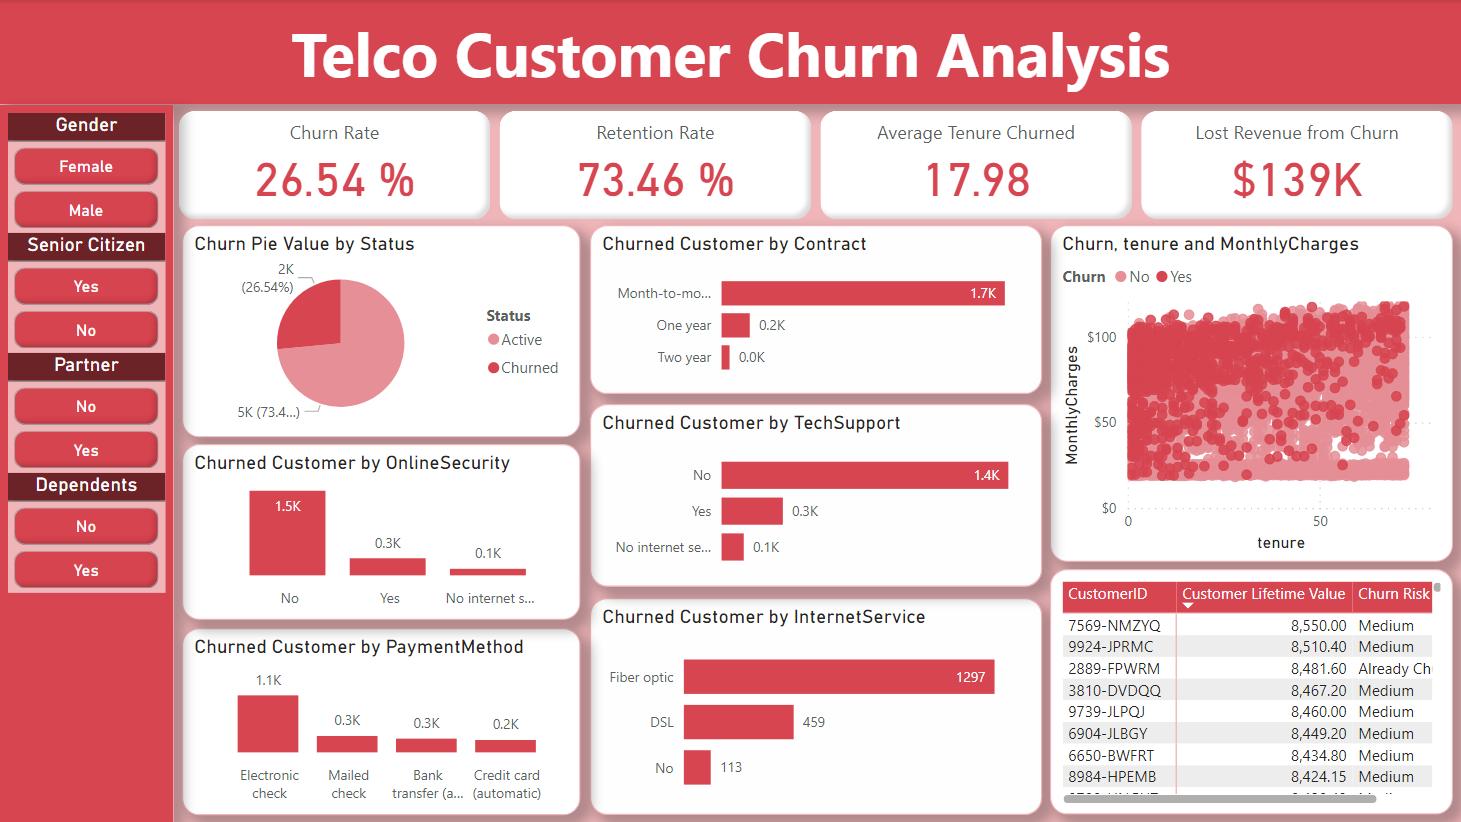 Telco Customer Churn Analysis
Gender
Female
Male
Senior Citizen
Yes
No
Partner
No
Yes
Dependents
No
Yes
Churn Rate
26.54 %
Retention Rate
73.46 %
Average Tenure Churned
17.98
Lost Revenue from Churn
$139K
Churn Pie Value by Status
2K
(26.54%)
5K (73.4...)
Status
Active
Churned
Churned Customer by OnlineSecurity
1.5K
0.3K
0.1K
No
Yes
No internet s...
Churned Customer by PaymentMethod
1.1K
0.3K
0.3K
0.2K
Electronic
check
Mailed
check
Bank
transfer (a...
Credit card
(automatic)
Churned Customer by Contract
Month-to-mo...
1.7K
One year
0.2K
Two year
0.0K
Churned Customer by TechSupport
No
1.4K
Yes
0.3K
No internet se...
0.1K
Churned Customer by InternetService
Fiber optic
1297
DSL
459
No
113
Churn, tenure and MonthlyCharges
Churn No Yes
MonthlyCharges
$100
$50
$0
0
50
tenure
CustomerID Customer Lifetime Value Churn Risk
7569-NMZYQ 8,550.00 Medium
9924-JPRMC 8,510.40 Medium
2889-FPWRM 8,481.60 Already Ch
3810-DVDQQ 8,467.20 Medium
9739-JLPQJ 8,460.00 Medium
6904-JLBGY 8,449.20 Medium
6650-BWFRT 8,434.80 Medium
8984-HPEMB 8,424.15 Medium